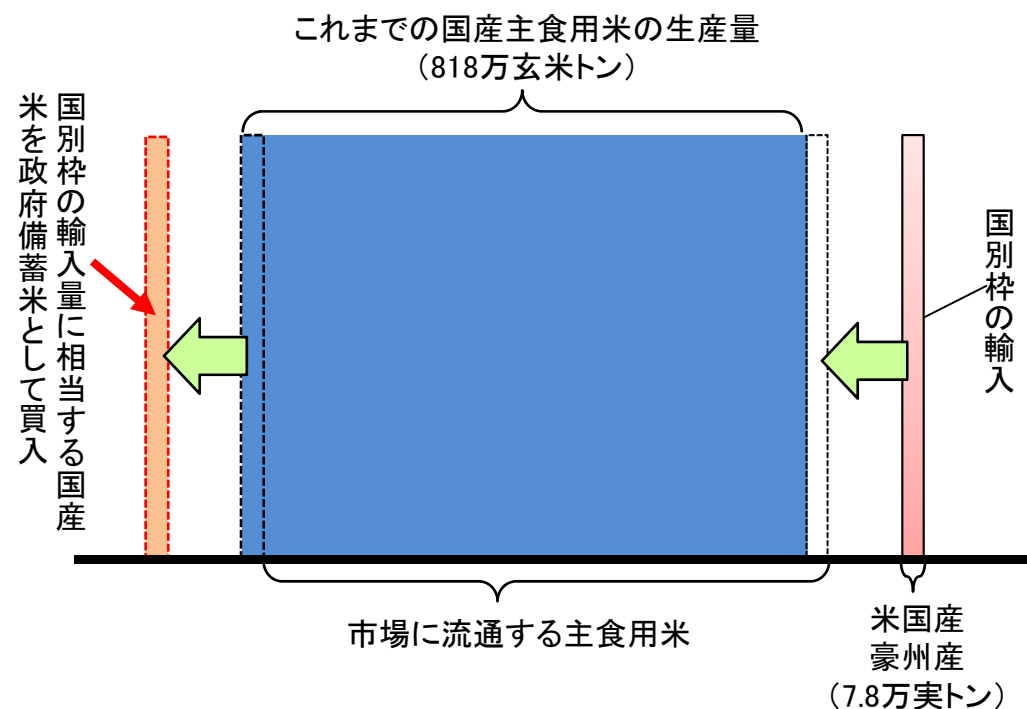 これまでの国産主食用米の生産量
（818万玄米トン）
国別枠の輸入量に相当する国産
米を政府備蓄米として買入
国別枠の輸入
市場に流通する主食用米
米国産
豪州産
（7.8万実トン）